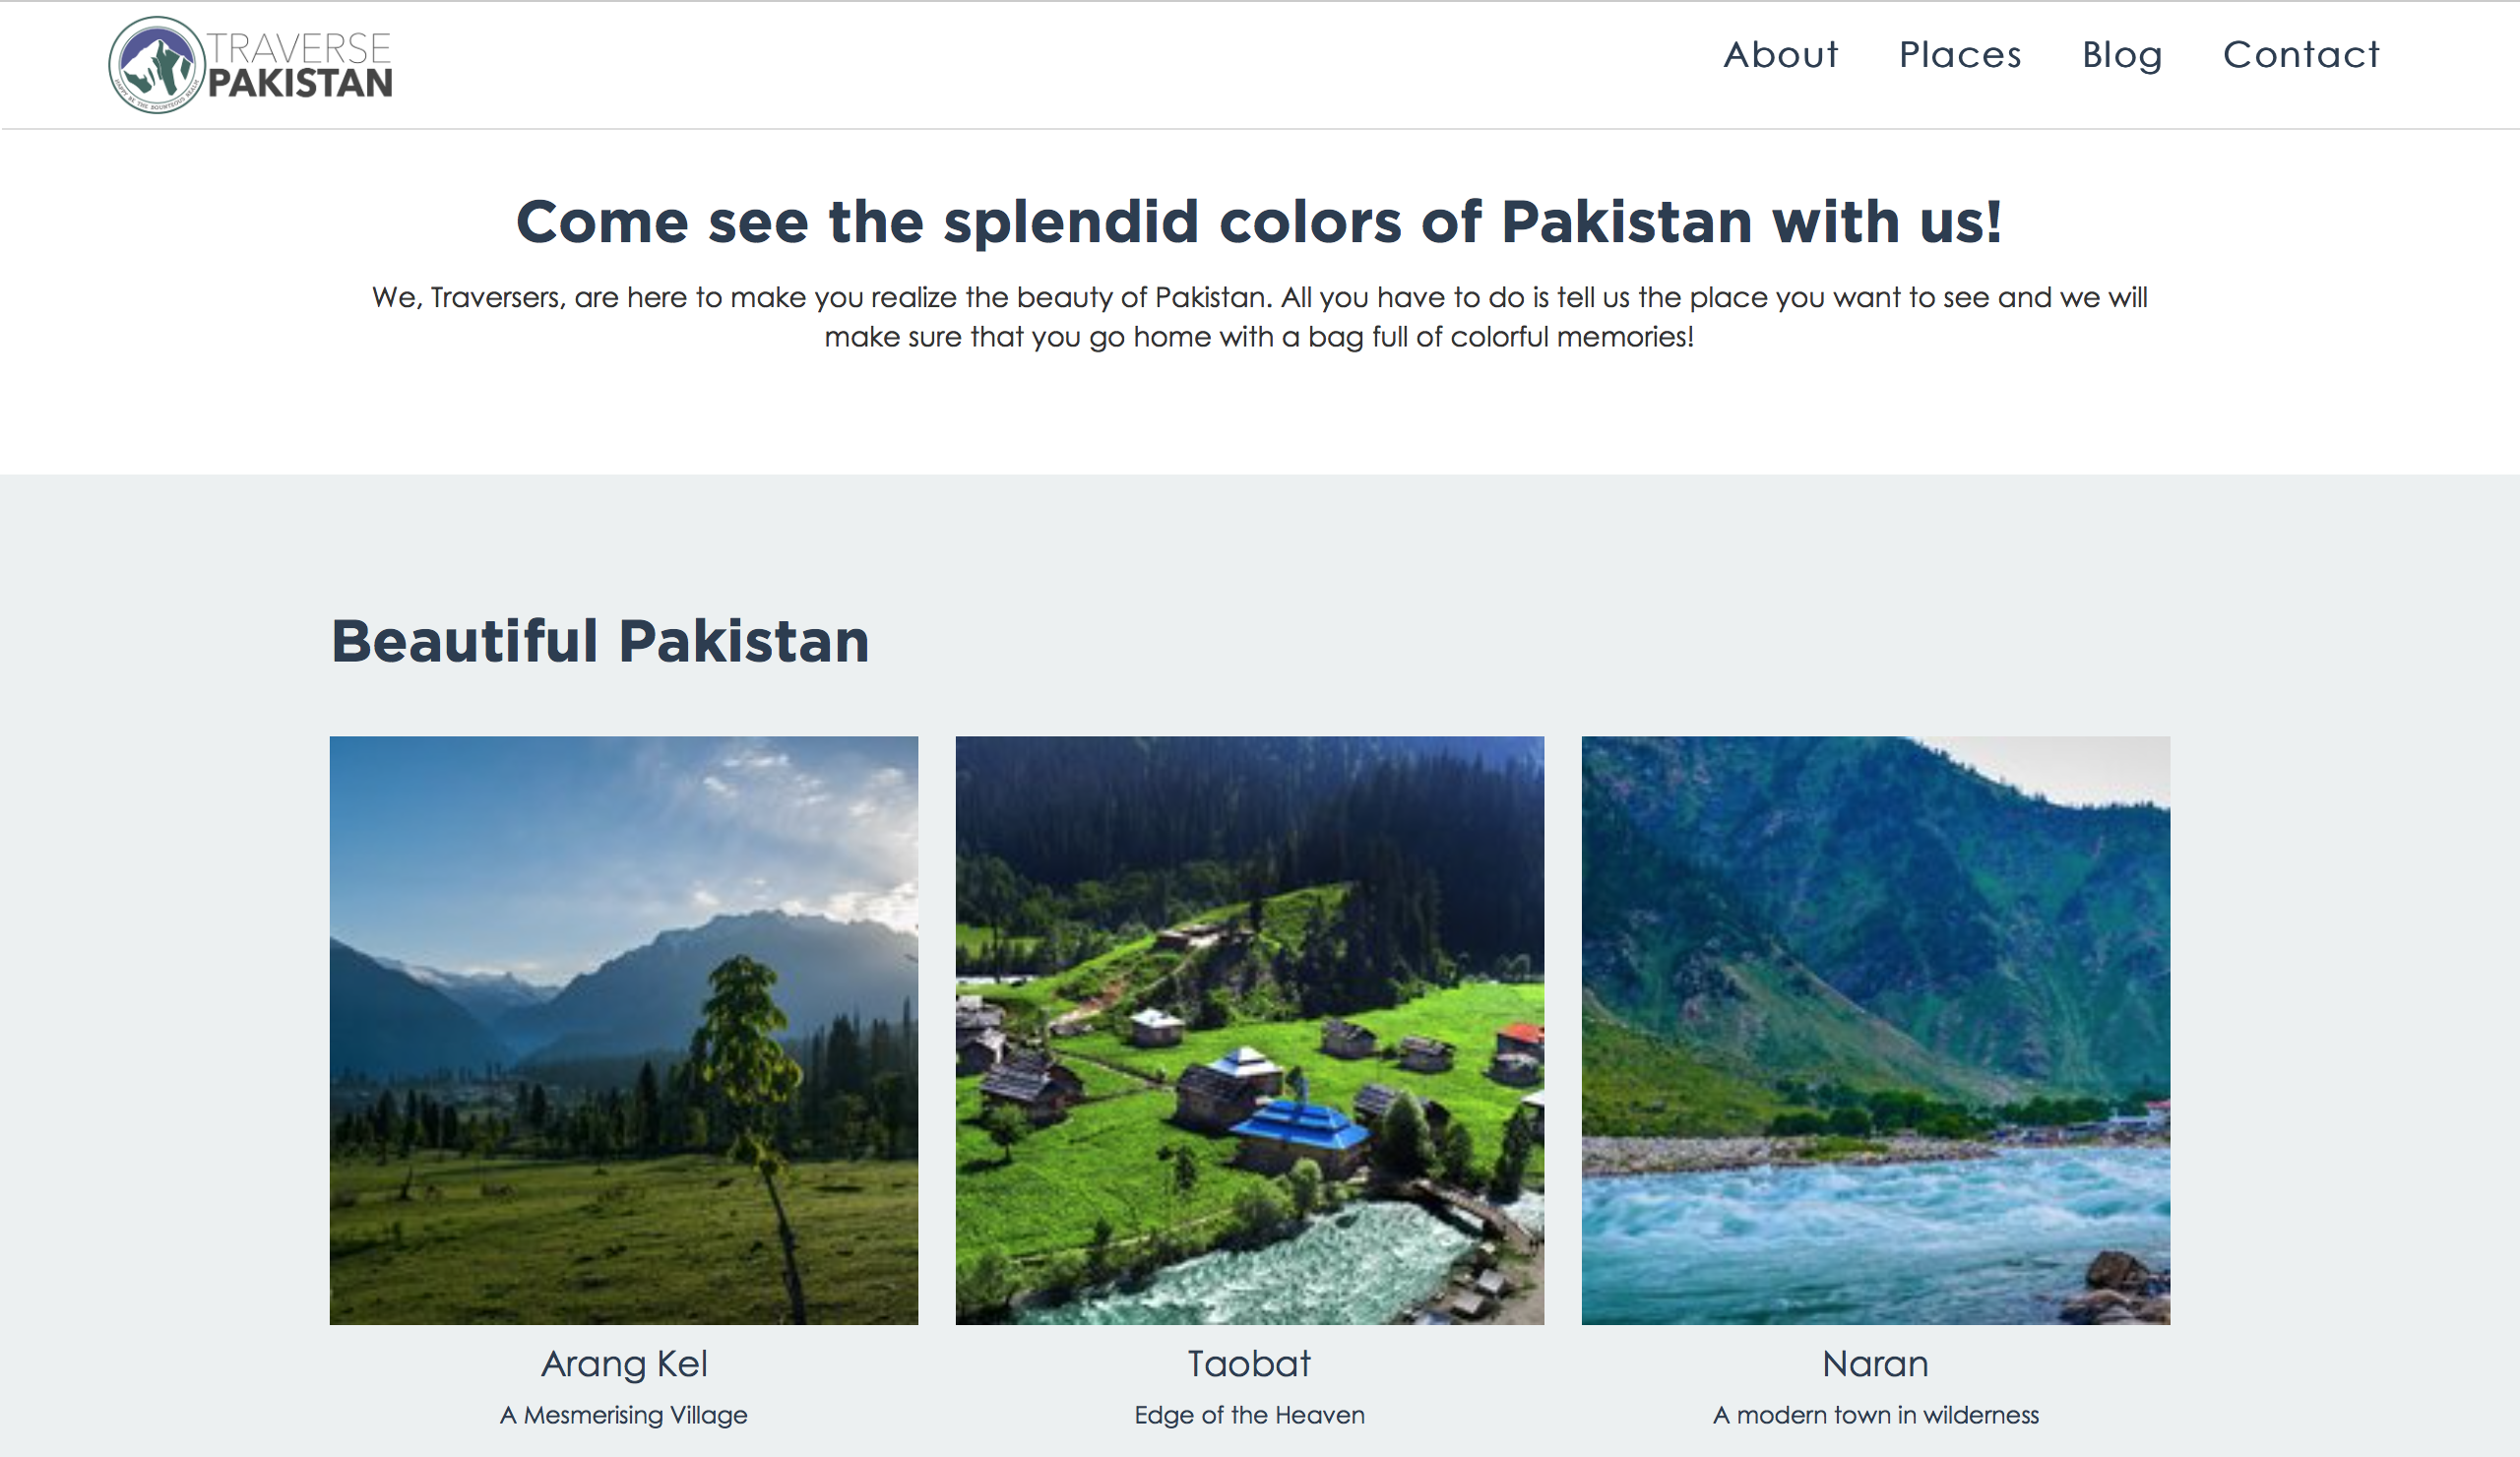 TRAVERSE
PAKISTAN
About Places Blog Contact
Come see the splendid colors of Pakistan with us!
We, Traversers, are here to make you realize the beauty of Pakistan. All you have to do is tell us the place you want to see and we will
make sure that you go home with a bag full of colorful memories!
Beautiful Pakistan
Arang Kel
A Mesmerising Village
Taobat
Edge of the Heaven
Naran
A modern town in wilderness